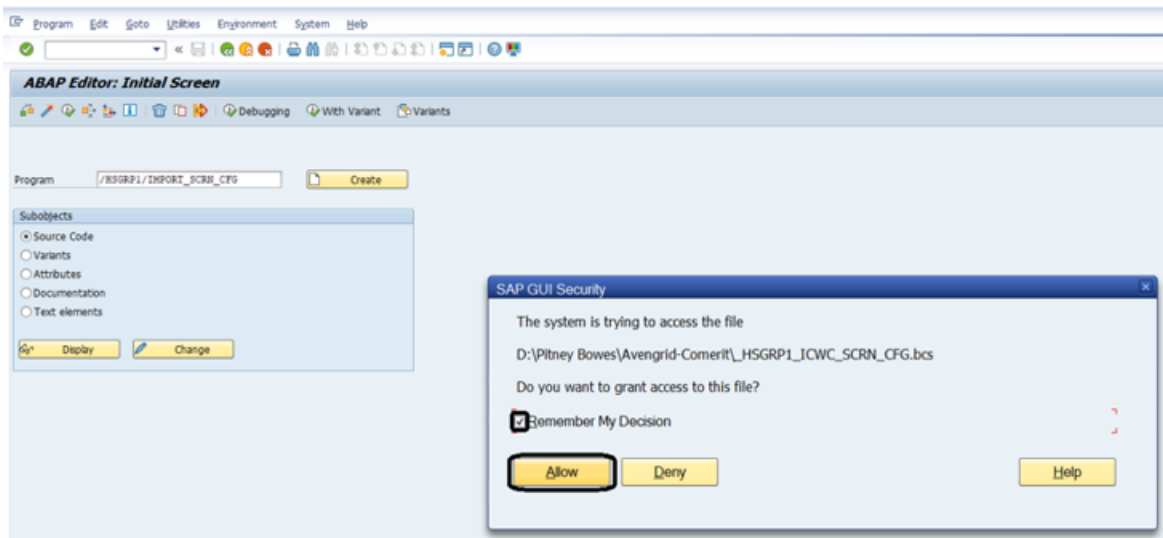 Program Edit Goto Utilities Environment System Help
ABAP Editor: Initial Screen
Debugging With Variant Variants
Program /HSGRP1/IMPORT_SCRN_CFG Create
Subobjects
Source Code
Variants
Attributes
Documentation
Text elements
Display Change
SAP GUI Security
The system is trying to access the file
D:\Pitney Bowes\Avengrid-Comerit\_HSGRP1_ICWC_SCRN_CFG.bcs
Do you want to grant access to this file?
Remember My Decision
Allow Deny Help